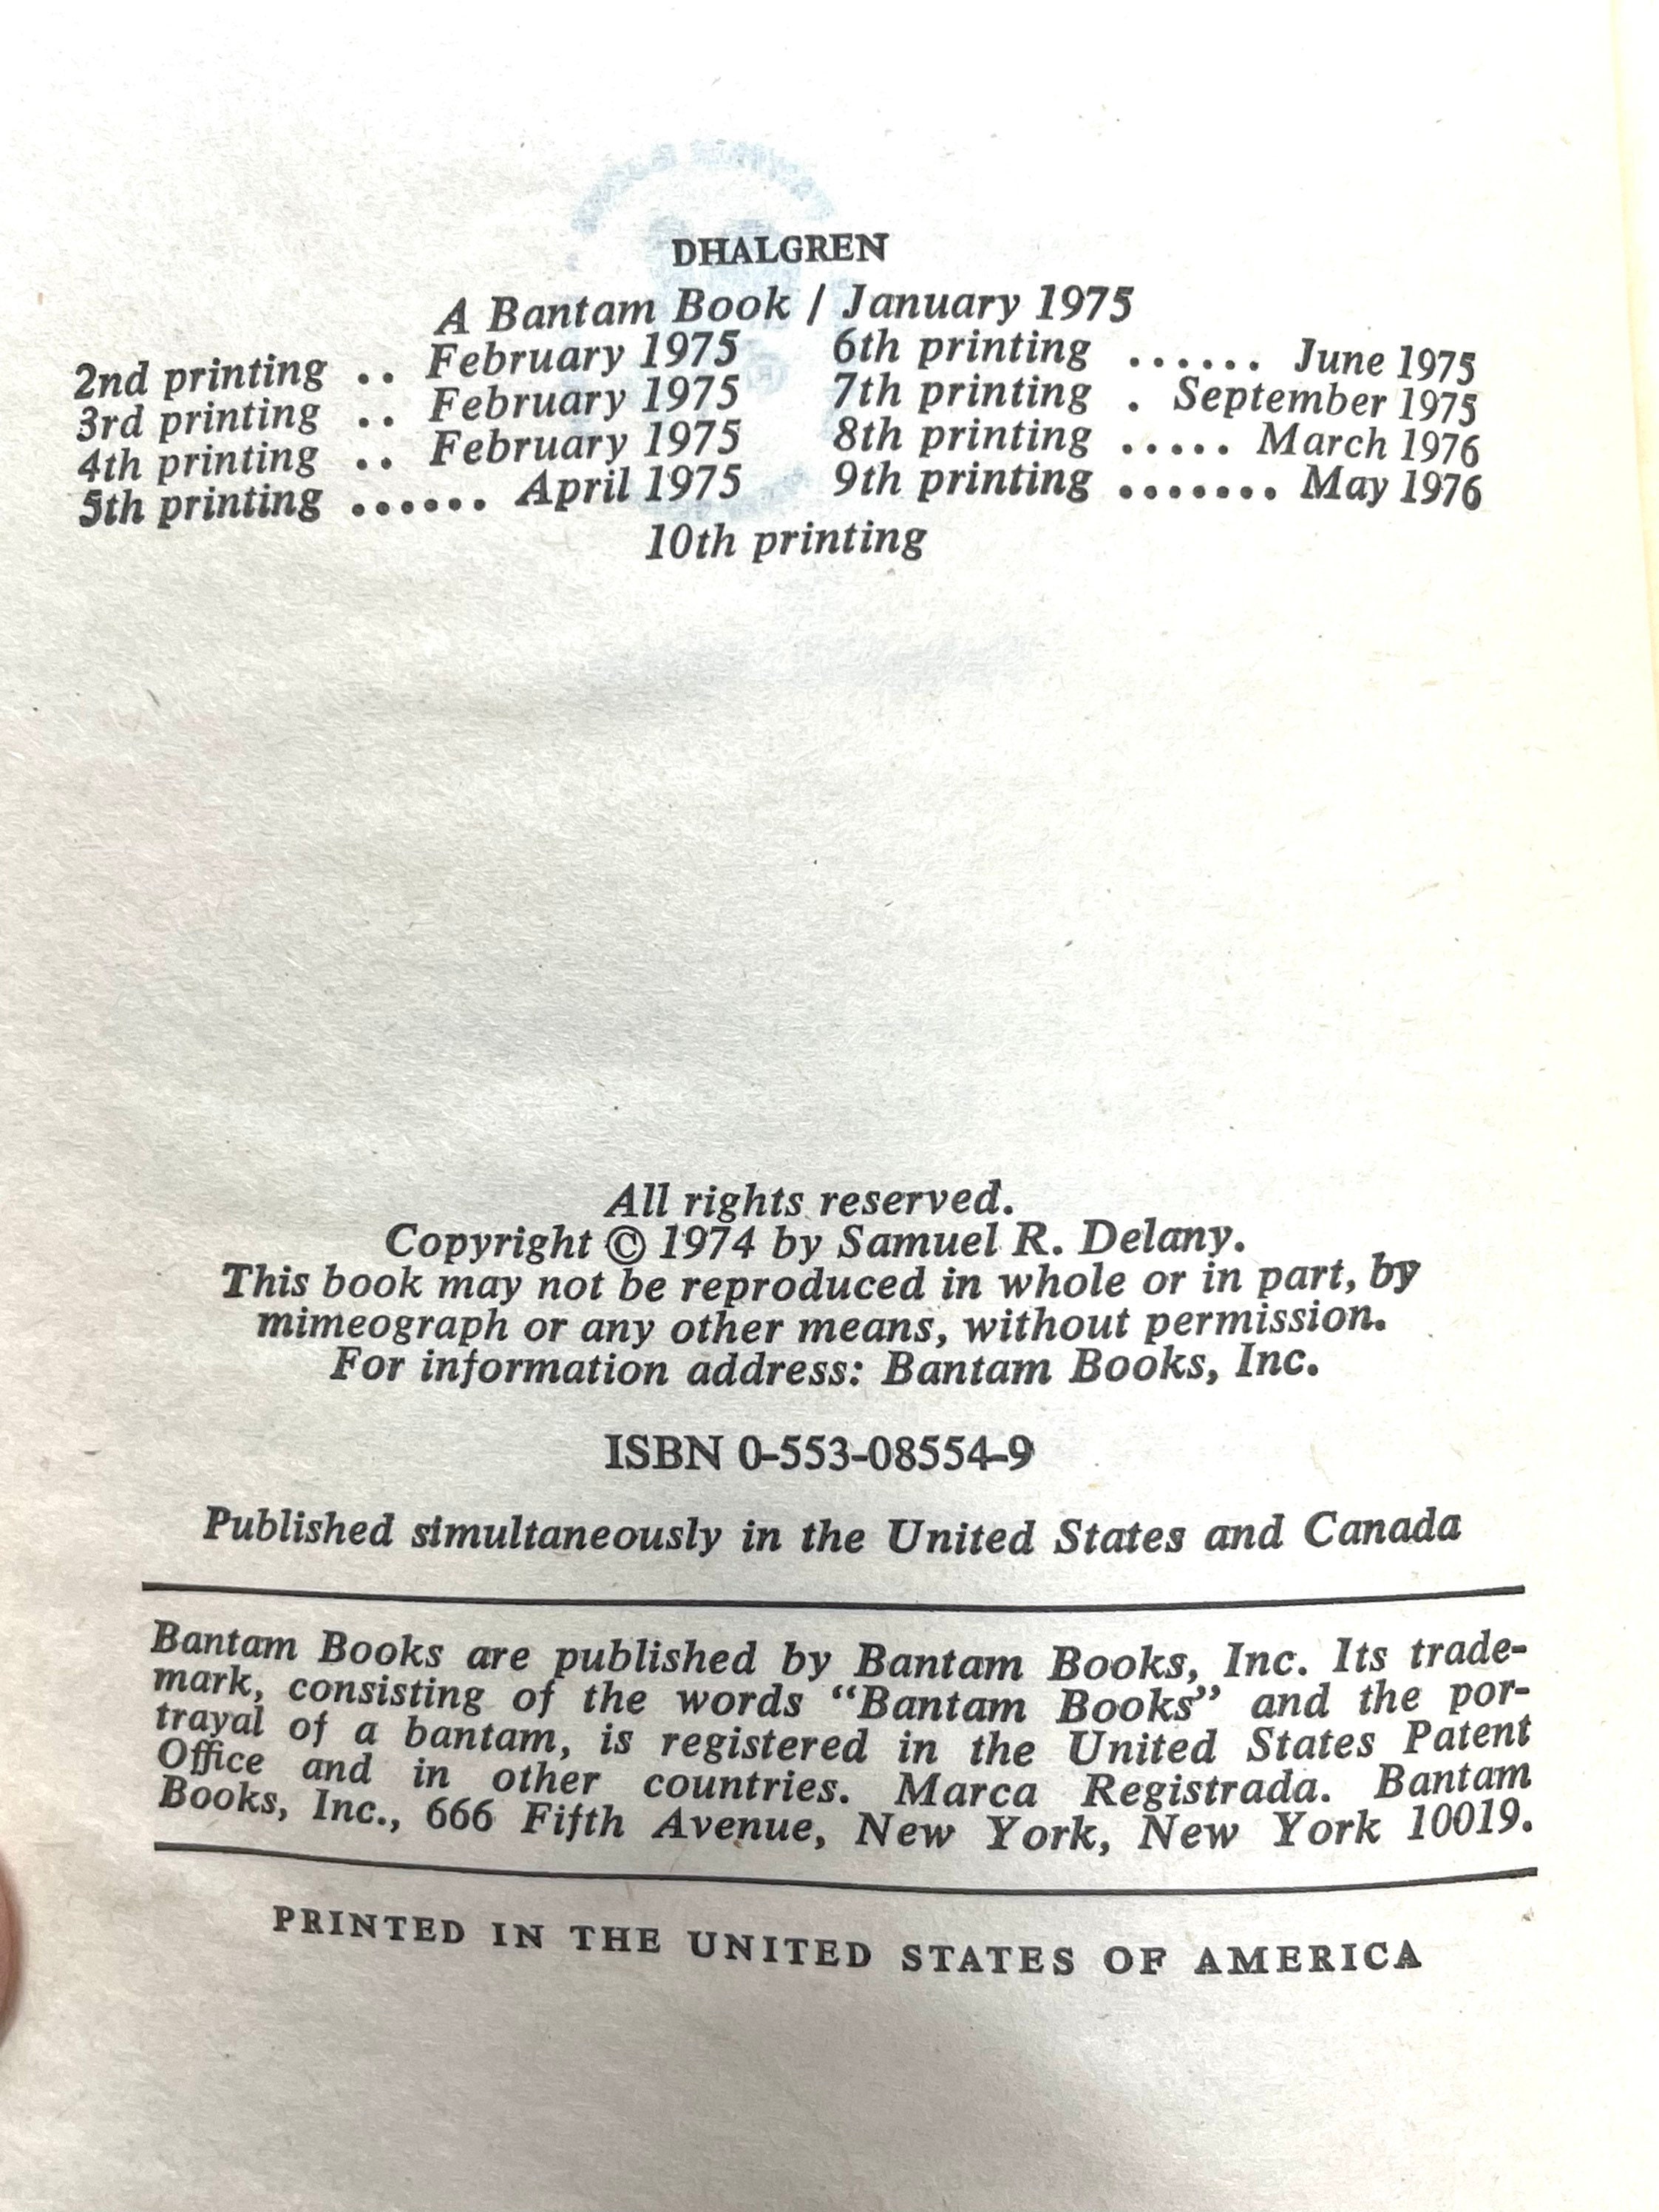 DHALGREN
A Bantam Book / January 1975
2nd printing .. February 1975
3rd printing .. February 1975
4th printing .. February 1975
5th printing ...... April 1975
6th printing ...... June 1975
7th printing . September 1975
8th printing ..... March 1976
9th printing ....... May 1976
10th printing
All rights reserved.
Copyright © 1974 by Samuel R. Delany.
This book may not be reproduced in whole or in part, by
mimeograph or any other means, without permission.
For information address: Bantam Books, Inc.
ISBN 0-553-08554-9
Published simultaneously in the United States and Canada
Bantam Books are published by Bantam Books, Inc. Its trade-
mark, consisting of the words “Bantam Books” and the por-
trayal of a bantam, is registered in the United States Patent
Office and in other countries. Marca Registrada. Bantam
Books, Inc., 666 Fifth Avenue, New York, New York 10019.
PRINTED IN THE UNITED STATES OF AMERICA